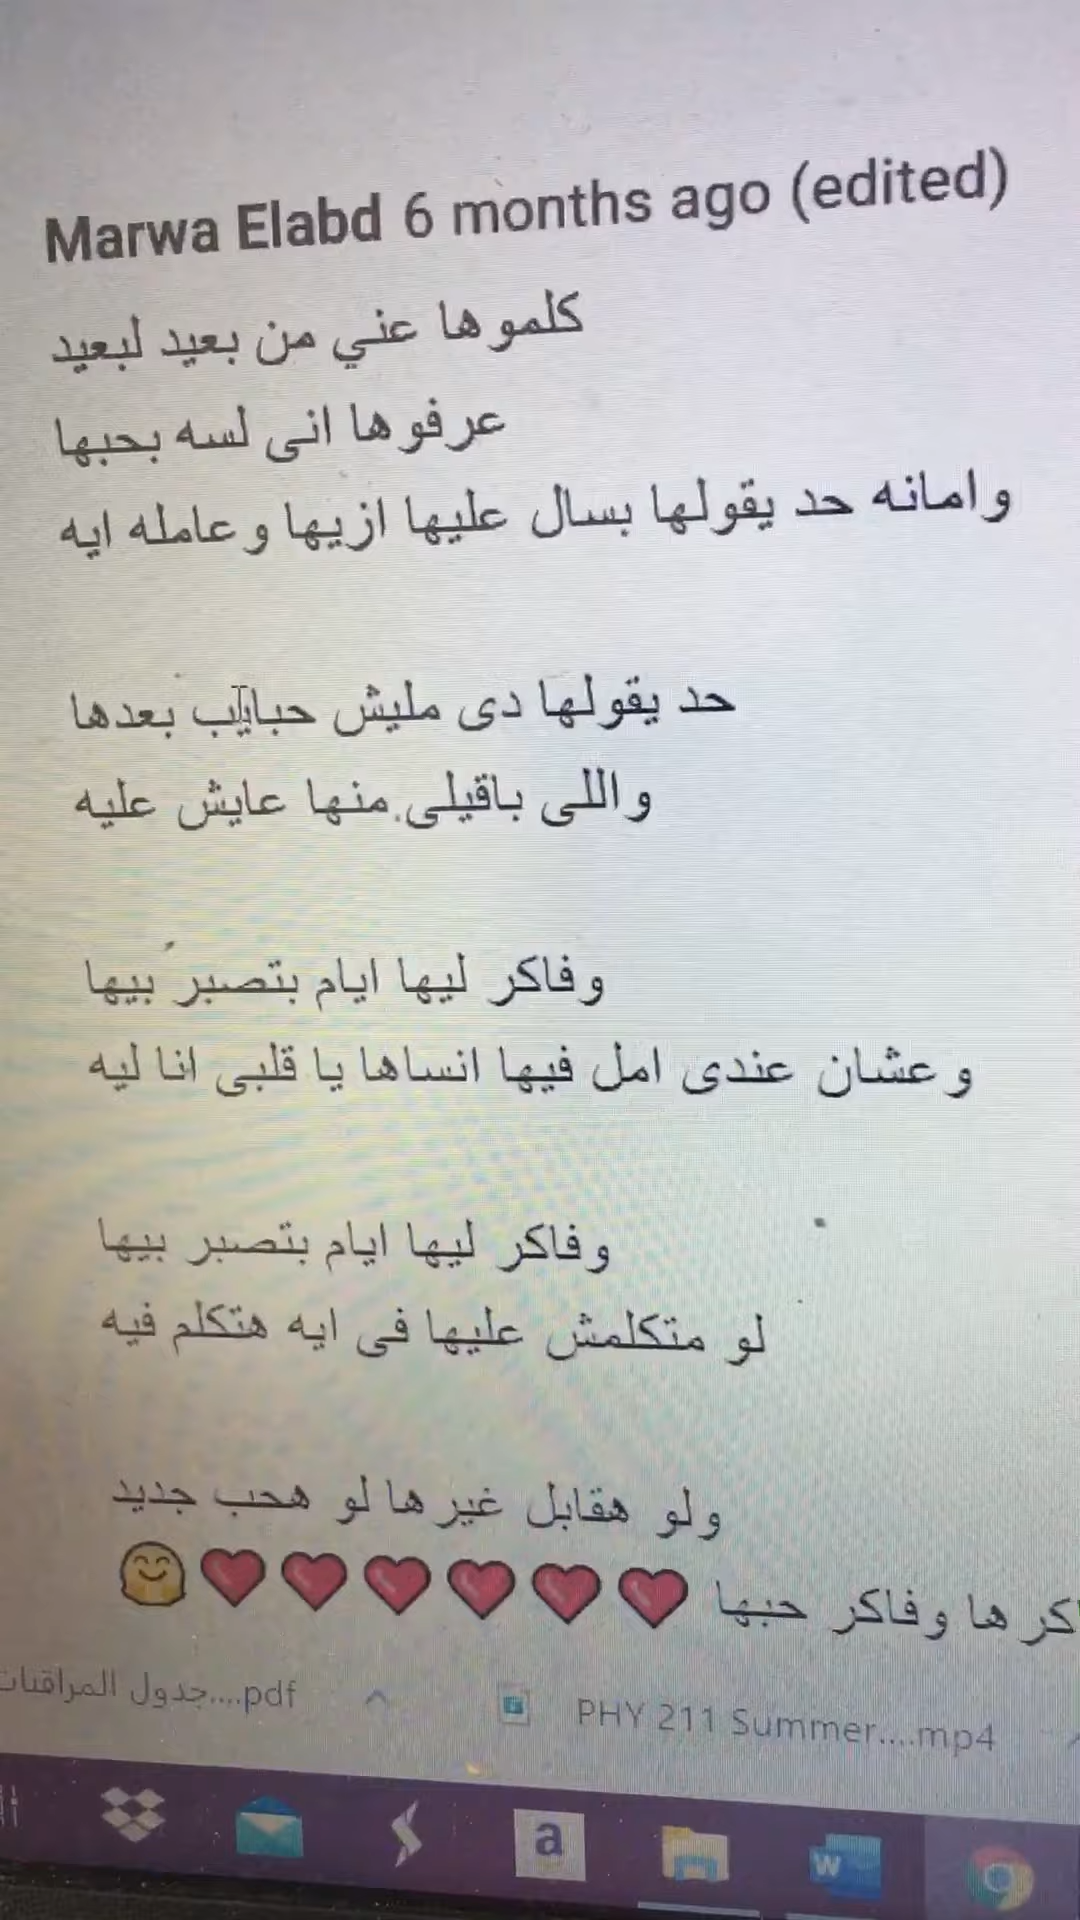 Marwa Elabd 6 months ago (edited)
كلموها عني من بعيد لبعيد
عرفوها انى لسه بحبها
وامانه حد يقولها بسال عليها ازيها وعامله ايه
حد يقولها دى مليش حبايب بعدها
واللى باقيلى منها عايش عليه
وفاكر ليها ايام بتصبر بيها
وعشان عندى امل فيها انساها يا قلبى انا ليه
وفاكر ليها ايام بتصبر بيها
لو متكلمش عليها فى ايه هتكلم فيه
ولو هقابل غيرها لو هحب جديد
اكرها وفاكر حبها ❤️❤️❤️❤️❤️❤️🤗
جدول المراقبات....pdf
PHY 211 Summer....mp4
a
W